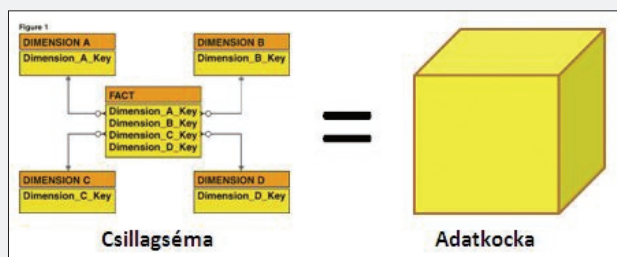 Figure 1
DIMENSION A
Dimension_A_Key
DIMENSION B
Dimension_B_Key
FACT
Dimension_A_Key
Dimension_B_Key
Dimension_C_Key
Dimension_D_Key
DIMENSION C
Dimension_C_Key
DIMENSION D
Dimension_D_Key
=
Csillagséma
Adatkocka